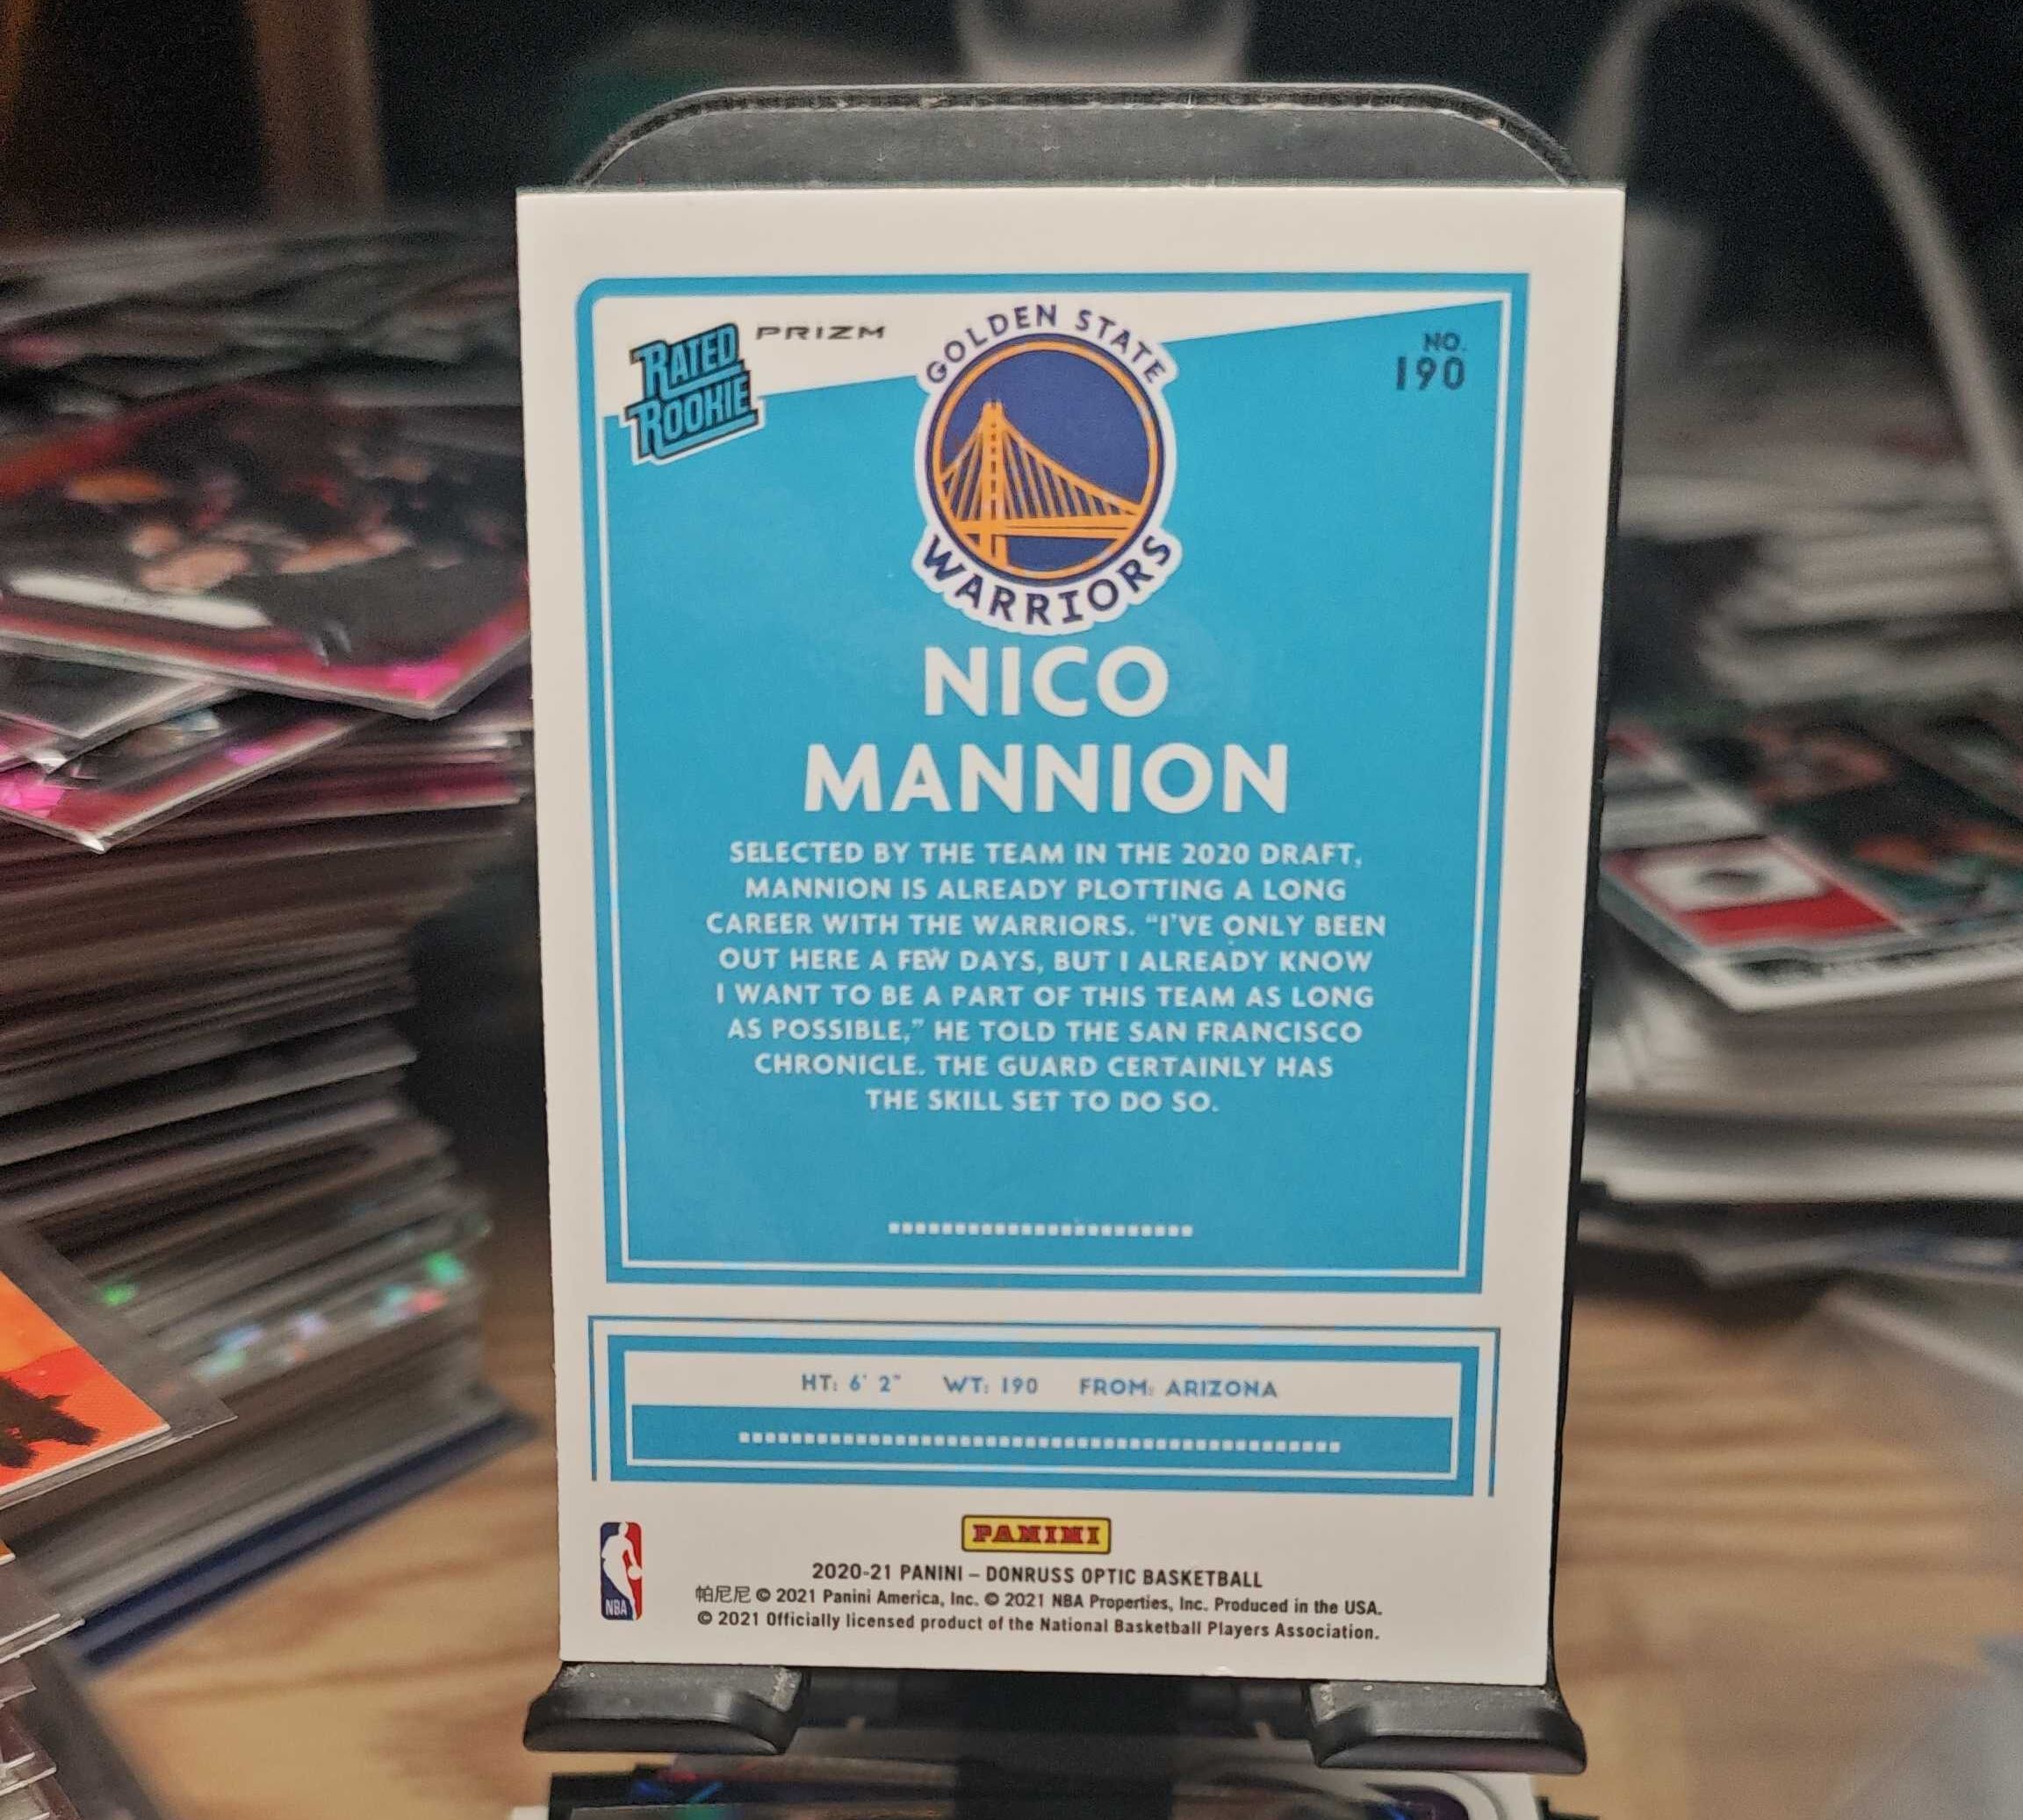 RATED
ROOKIE
PRIZM
GOLDEN STATE
WARRIORS
NO.
190
NICO
MANNION
SELECTED BY THE TEAM IN THE 2020 DRAFT,
MANNION IS ALREADY PLOTTING A LONG
CAREER WITH THE WARRIORS. “I’VE ONLY BEEN
OUT HERE A FEW DAYS, BUT I ALREADY KNOW
I WANT TO BE A PART OF THIS TEAM AS LONG
AS POSSIBLE,” HE TOLD THE SAN FRANCISCO
CHRONICLE. THE GUARD CERTAINLY HAS
THE SKILL SET TO DO SO.
HT: 6' 2" WT: 190 FROM: ARIZONA
NBA
PANINI
2020-21 PANINI – DONRUSS OPTIC BASKETBALL
帕尼尼 © 2021 Panini America, Inc. © 2021 NBA Properties, Inc. Produced in the USA.
© 2021 Officially licensed product of the National Basketball Players Association.